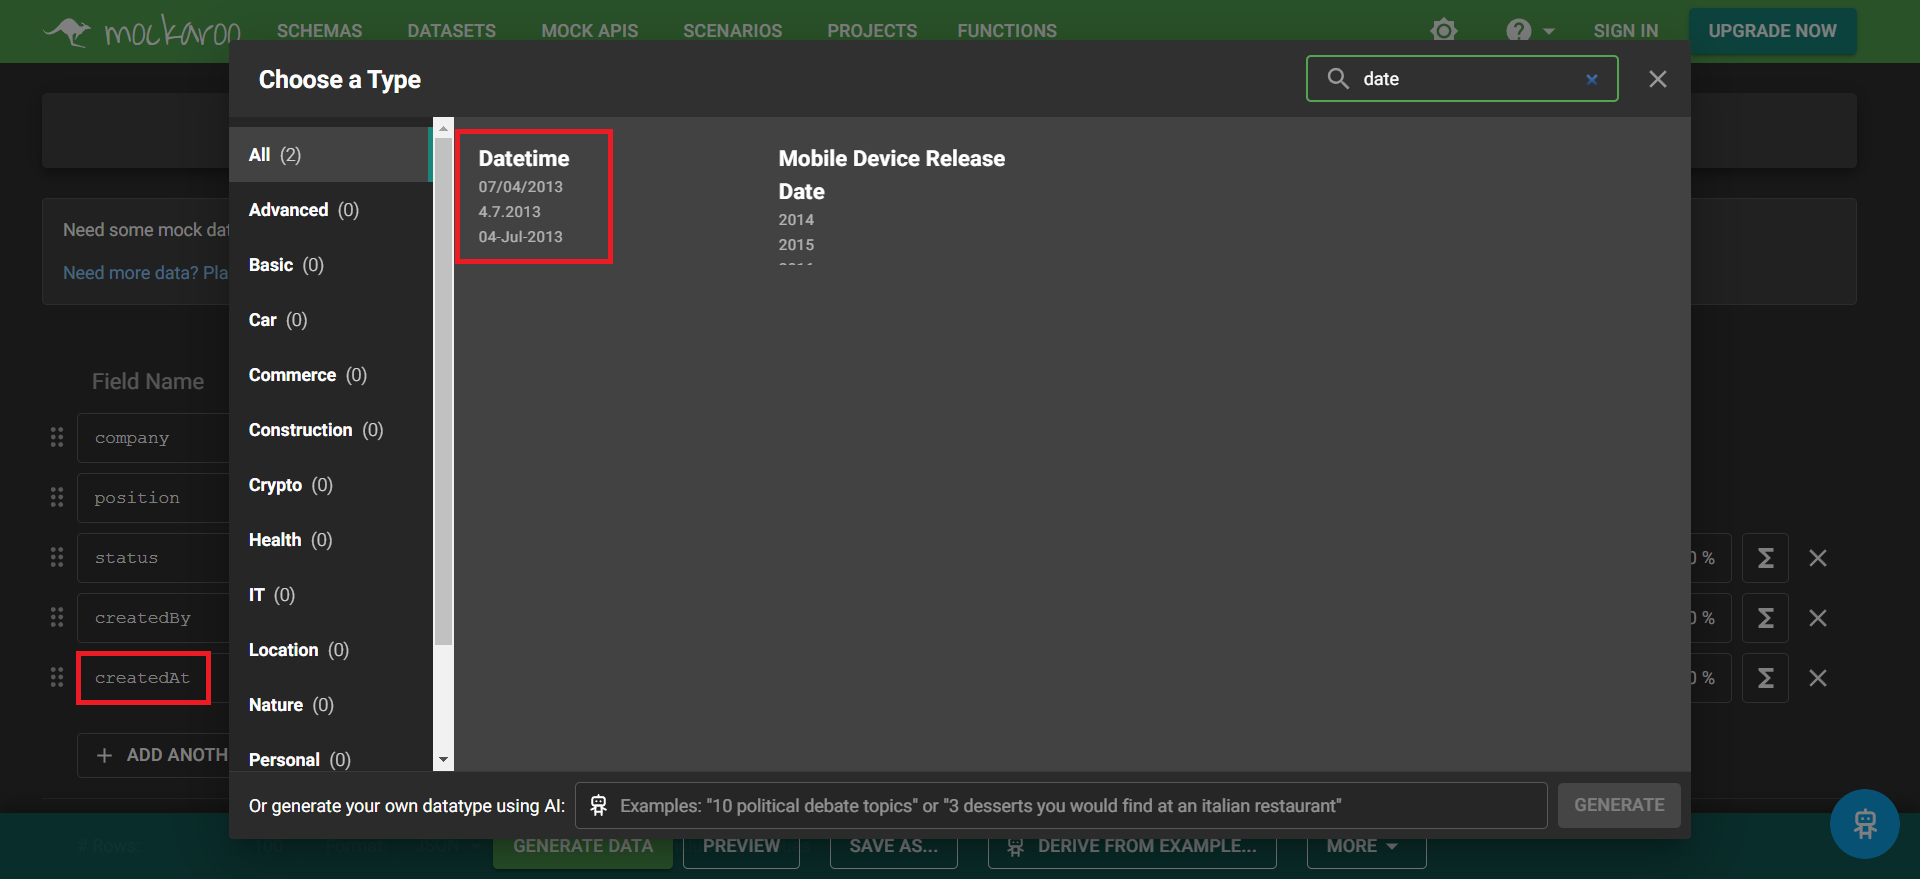 mockaroo
SCHEMAS
DATASETS
MOCK APIS
SCENARIOS
PROJECTS
FUNCTIONS
SIGN IN
UPGRADE NOW
Choose a Type
date
All (2)
Advanced (0)
Basic (0)
Car (0)
Commerce (0)
Construction (0)
Crypto (0)
Health (0)
IT (0)
Location (0)
Nature (0)
Personal (0)
Datetime
07/04/2013
4.7.2013
04-Jul-2013
Mobile Device Release
Date
2014
2015
Need some mock dat
Need more data? Pla
Field Name
company
position
status
createdBy
createdAt
0 %
0 %
0 %
ADD ANOTH
Or generate your own datatype using AI:
Examples: "10 political debate topics" or "3 desserts you would find at an italian restaurant"
GENERATE
# Rows
100
Format
JSON
GENERATE DATA
PREVIEW
SAVE AS...
DERIVE FROM EXAMPLE...
MORE